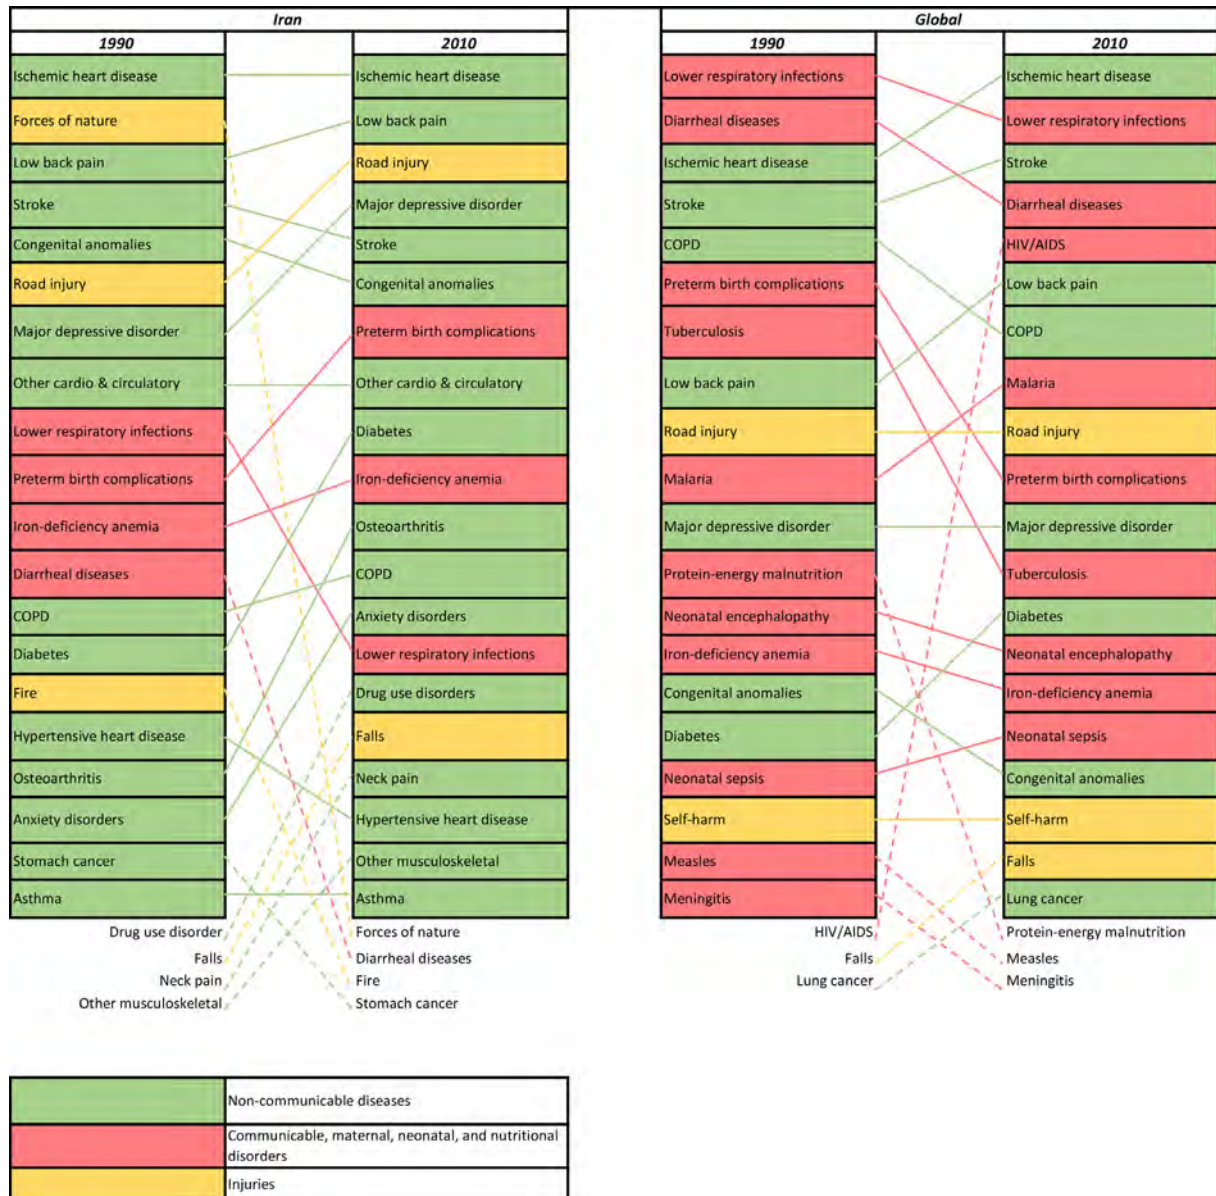 Iran
Global
1990
2010
1990
2010
Ischemic heart disease
Ischemic heart disease
Lower respiratory infections
Ischemic heart disease
Forces of nature
Low back pain
Diarrheal diseases
Lower respiratory infections
Low back pain
Road injury
Ischemic heart disease
Stroke
Stroke
Major depressive disorder
Stroke
Diarrheal diseases
Congenital anomalies
Stroke
COPD
HIV/AIDS
Road injury
Congenital anomalies
Preterm birth complications
Low back pain
Major depressive disorder
Preterm birth complications
Tuberculosis
COPD
Other cardio & circulatory
Other cardio & circulatory
Low back pain
Malaria
Lower respiratory infections
Diabetes
Road injury
Road injury
Preterm birth complications
Iron-deficiency anemia
Malaria
Preterm birth complications
Iron-deficiency anemia
Osteoarthritis
Major depressive disorder
Major depressive disorder
Diarrheal diseases
COPD
Protein-energy malnutrition
Tuberculosis
COPD
Anxiety disorders
Neonatal encephalopathy
Diabetes
Diabetes
Lower respiratory infections
Iron-deficiency anemia
Neonatal encephalopathy
Fire
Drug use disorders
Congenital anomalies
Iron-deficiency anemia
Hypertensive heart disease
Falls
Diabetes
Neonatal sepsis
Osteoarthritis
Neck pain
Neonatal sepsis
Congenital anomalies
Anxiety disorders
Hypertensive heart disease
Self-harm
Self-harm
Stomach cancer
Other musculoskeletal
Measles
Falls
Asthma
Asthma
Meningitis
Lung cancer
Drug use disorder
Forces of nature
HIV/AIDS
Protein-energy malnutrition
Falls
Diarrheal diseases
Falls
Measles
Neck pain
Fire
Lung cancer
Meningitis
Other musculoskeletal
Stomach cancer
Non-communicable diseases
Communicable, maternal, neonatal, and nutritional
disorders
Injuries